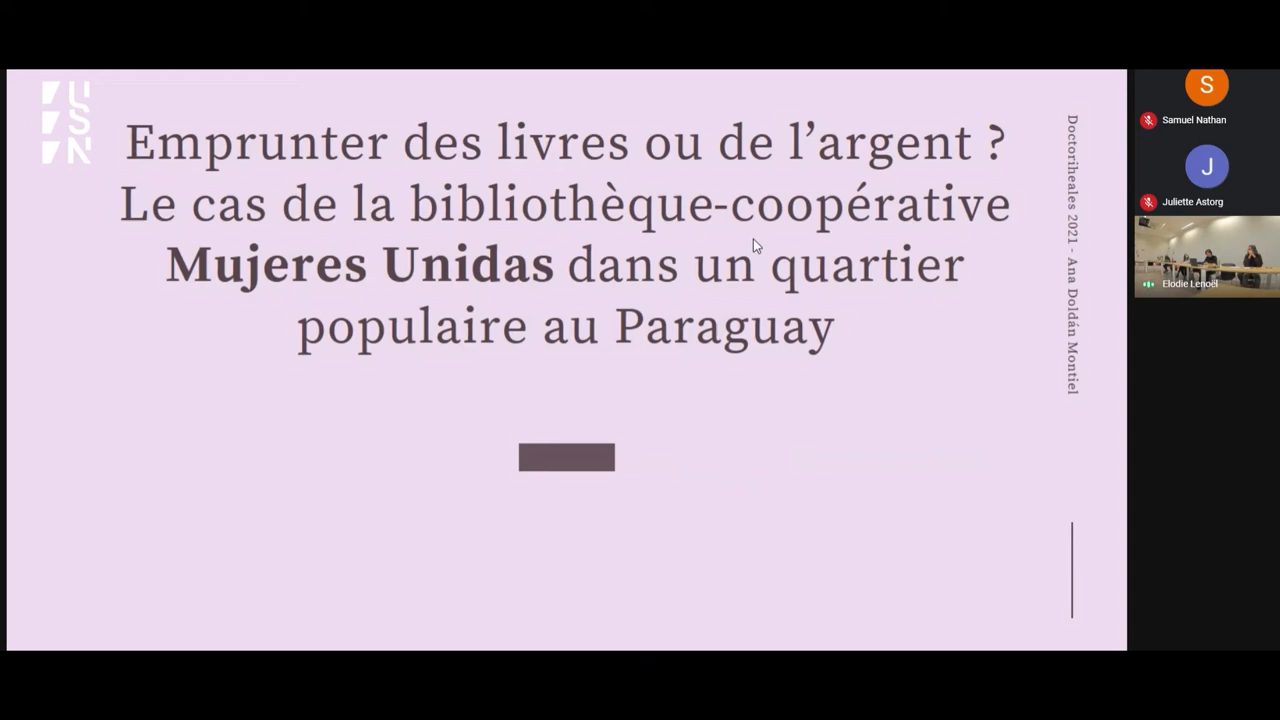 USN
Emprunter des livres ou de l’argent ?
Le cas de la bibliothèque-coopérative
Mujeres Unidas dans un quartier
populaire au Paraguay
Doctoriheales 2021 - Ana Doldán Montiel
S
Samuel Nathan
J
Juliette Astorg
Elodie Lenoël